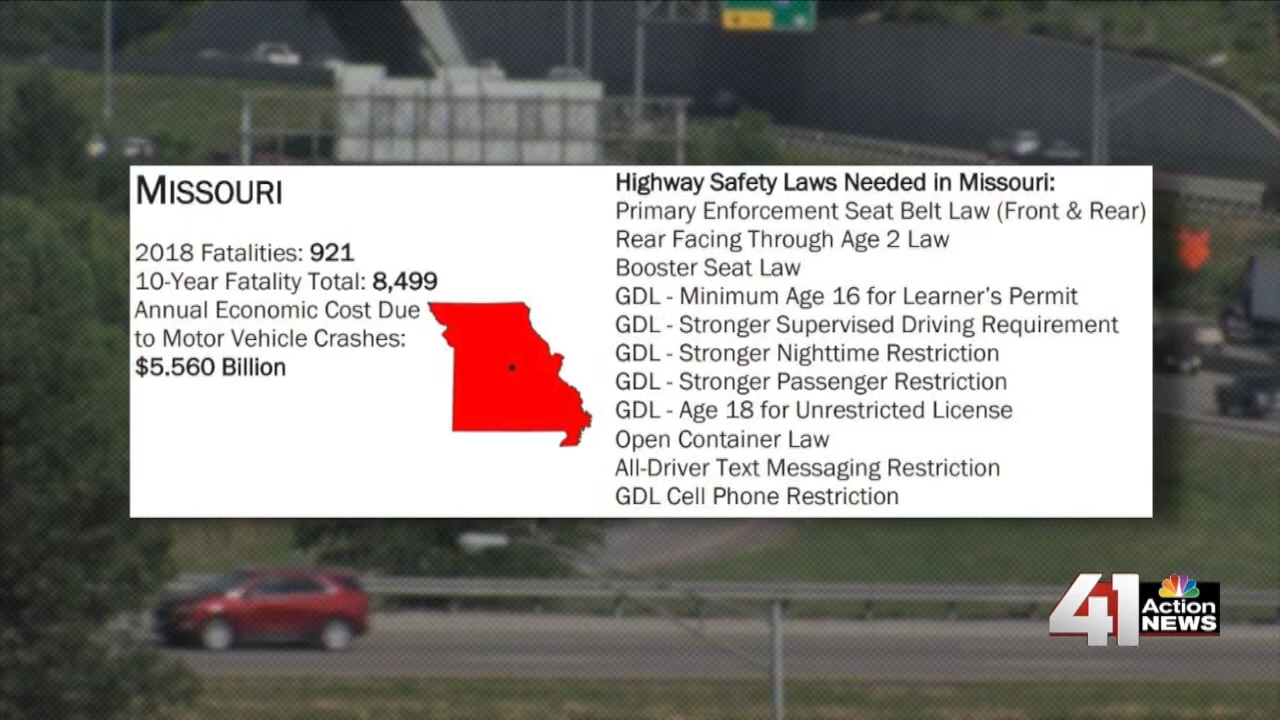 MISSOURI
2018 Fatalities: 921
10-Year Fatality Total: 8,499
Annual Economic Cost Due
to Motor Vehicle Crashes:
$5.560 Billion
Highway Safety Laws Needed in Missouri:
Primary Enforcement Seat Belt Law (Front & Rear)
Rear Facing Through Age 2 Law
Booster Seat Law
GDL - Minimum Age 16 for Learner's Permit
GDL - Stronger Supervised Driving Requirement
GDL - Stronger Nighttime Restriction
GDL - Stronger Passenger Restriction
GDL - Age 18 for Unrestricted License
Open Container Law
All-Driver Text Messaging Restriction
GDL Cell Phone Restriction
41
Action
NEWS